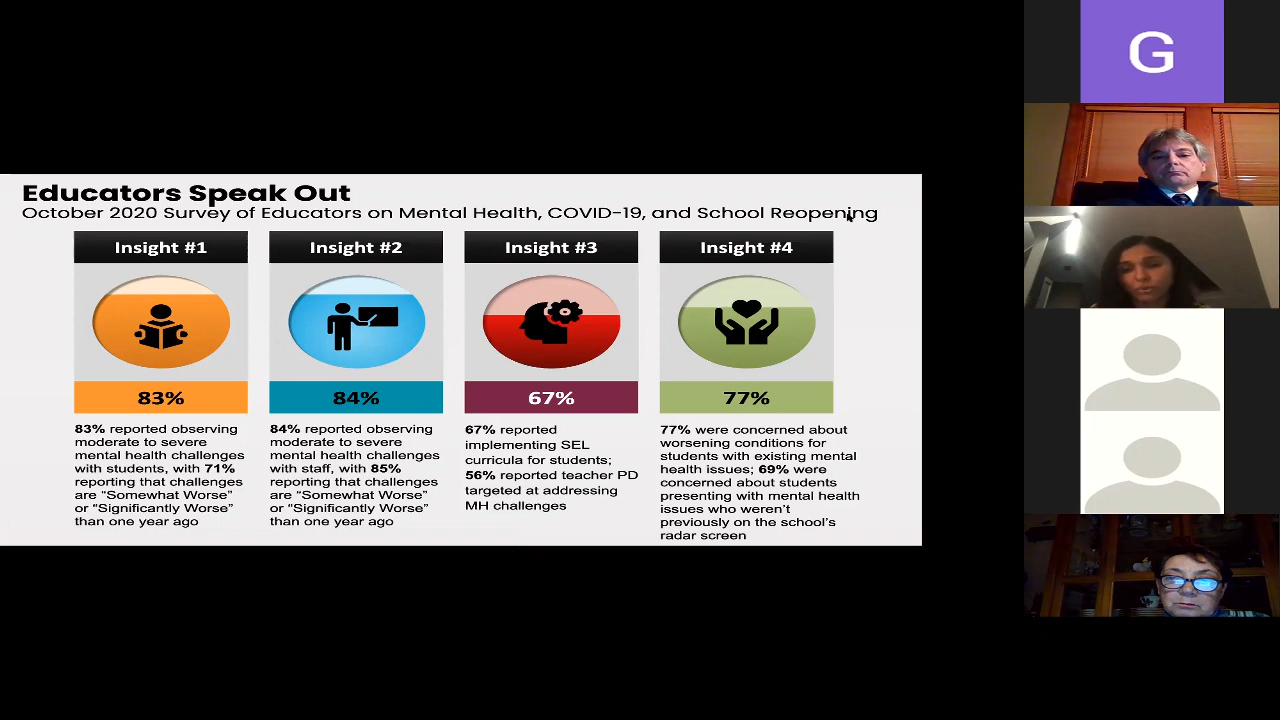 Educators Speak Out
October 2020 Survey of Educators on Mental Health, COVID-19, and School Reopening
Insight #1
83%
83% reported observing
moderate to severe
mental health challenges
with students, with 71%
reporting that challenges
are “Somewhat Worse”
or “Significantly Worse”
than one year ago
Insight #2
84%
84% reported observing
moderate to severe
mental health challenges
with staff, with 85%
reporting that challenges
are “Somewhat Worse”
or “Significantly Worse”
than one year ago
Insight #3
67%
67% reported
implementing SEL
curricula for students;
56% reported teacher PD
targeted at addressing
MH challenges
Insight #4
77%
77% were concerned about
worsening conditions for
students with existing mental
health issues; 69% were
concerned about students
presenting with mental health
issues who weren’t
previously on the school’s
radar screen
G